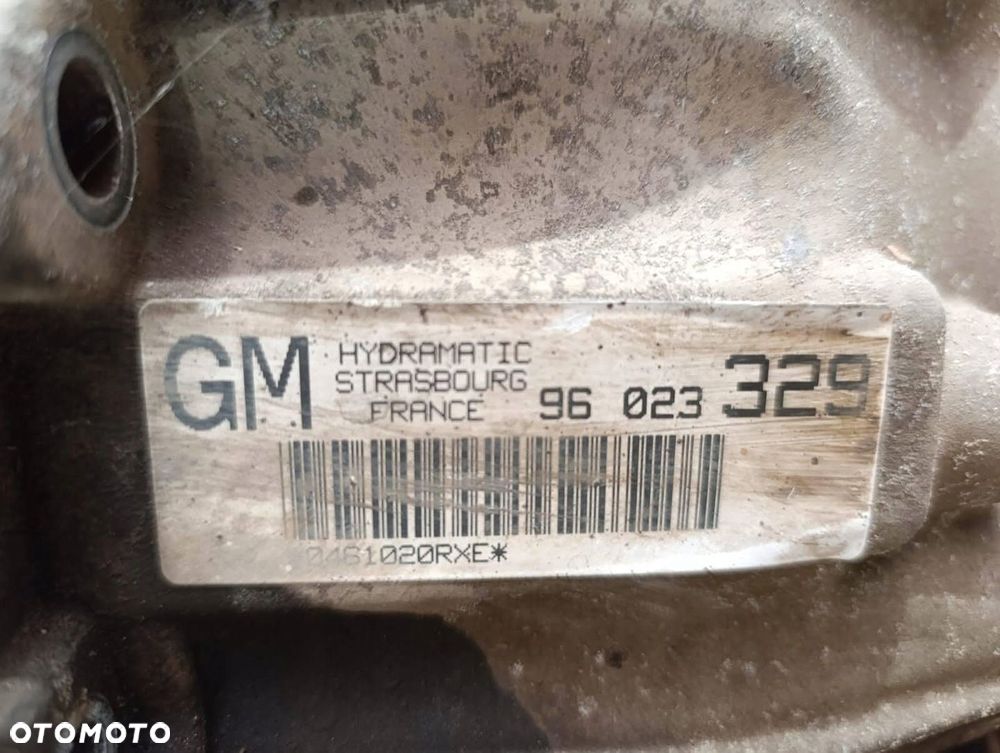 GM HYDRAMATIC
STRASBOURG
FRANCE 96 023 329
0461020RXE*
OTOMOTO